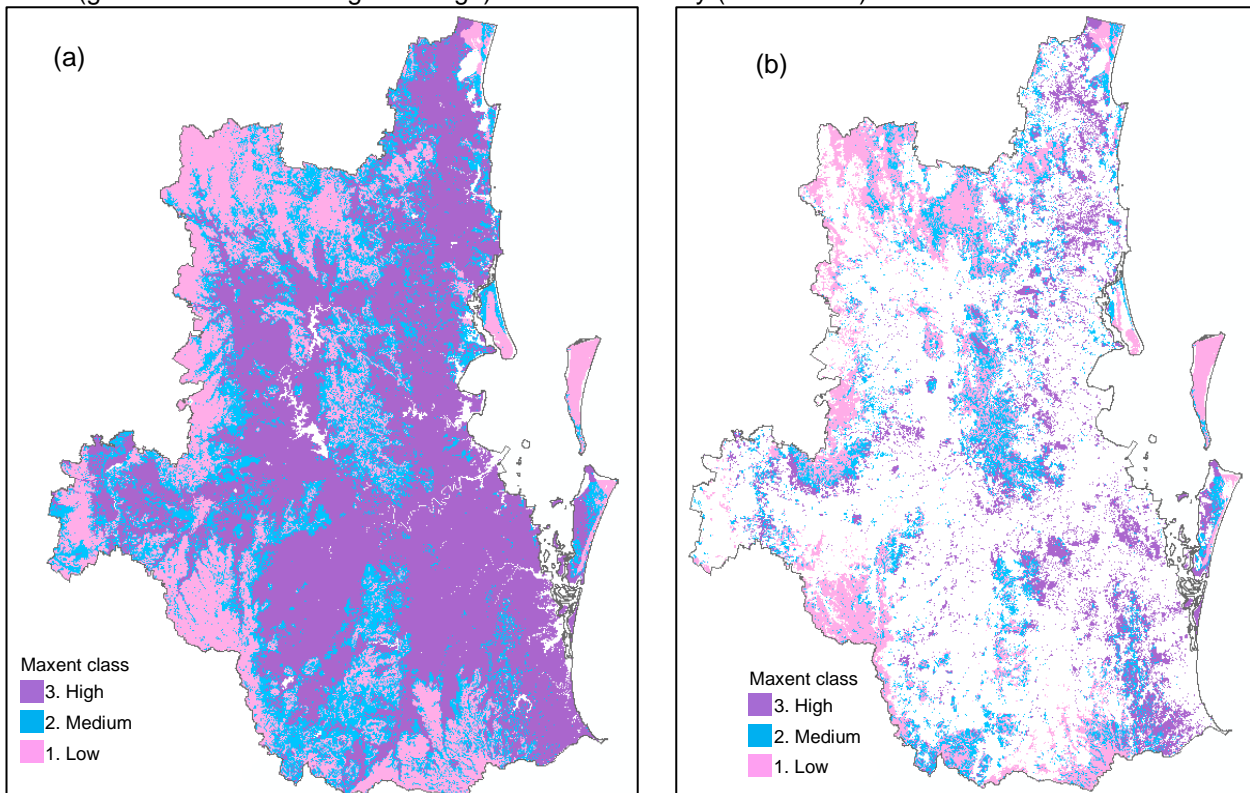 (a)
(b)
Maxent class
3. High
2. Medium
1. Low
Maxent class
3. High
2. Medium
1. Low